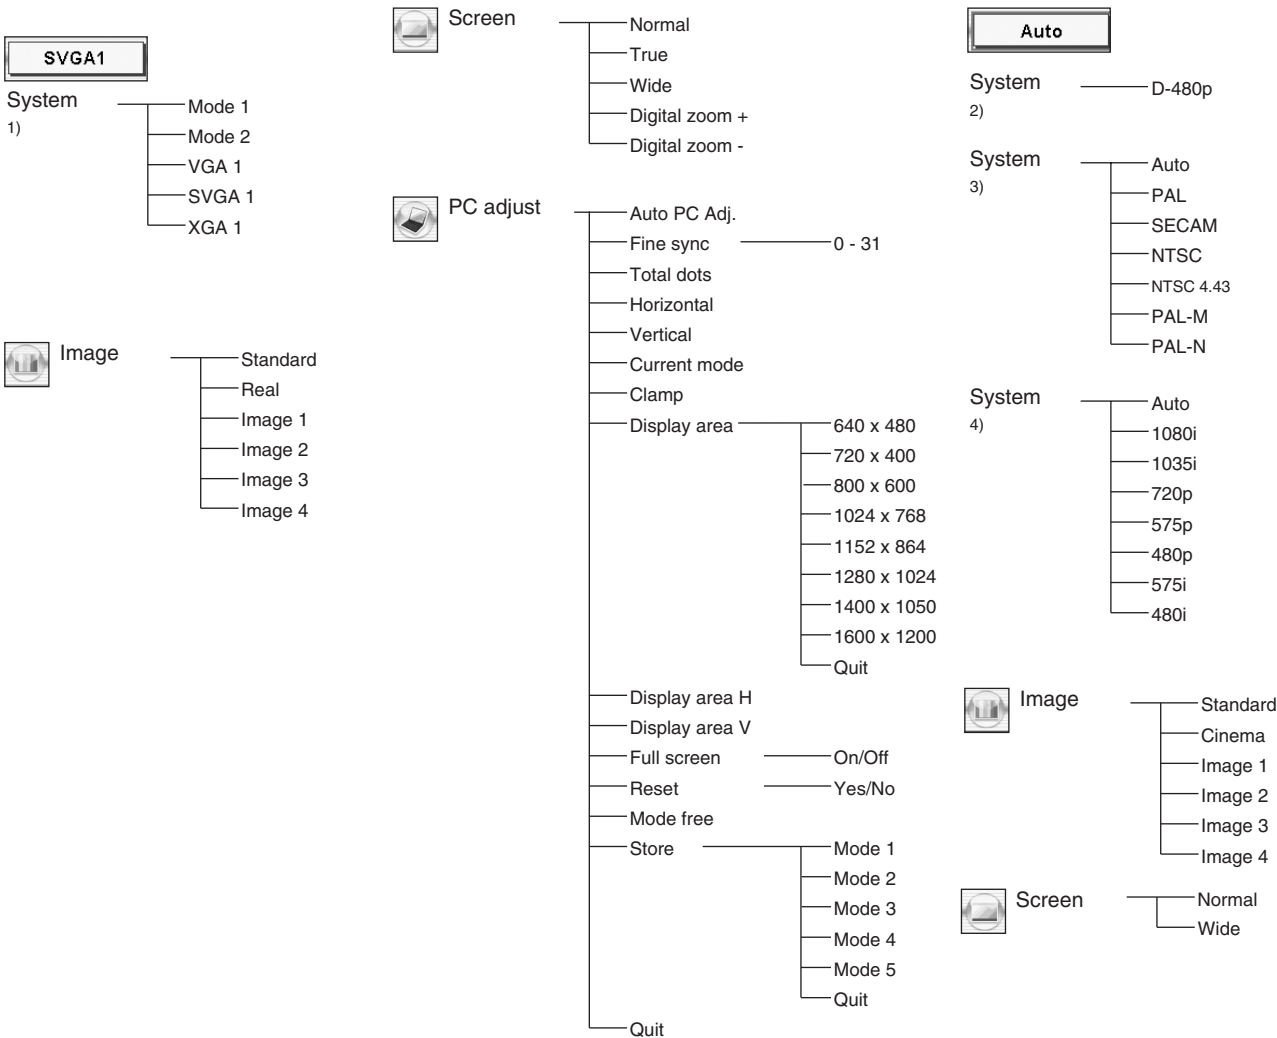 SVGA1
System
1)
Mode 1
Mode 2
VGA 1
SVGA 1
XGA 1
Image
Standard
Real
Image 1
Image 2
Image 3
Image 4
Screen
Normal
True
Wide
Digital zoom +
Digital zoom -
PC adjust
Auto PC Adj.
Fine sync
0 - 31
Total dots
Horizontal
Vertical
Current mode
Clamp
Display area
640 x 480
720 x 400
800 x 600
1024 x 768
1152 x 864
1280 x 1024
1400 x 1050
1600 x 1200
Quit
Display area H
Display area V
Full screen
On/Off
Reset
Yes/No
Mode free
Store
Mode 1
Mode 2
Mode 3
Mode 4
Mode 5
Quit
Quit
Auto
System
2)
D-480p
System
3)
Auto
PAL
SECAM
NTSC
NTSC 4.43
PAL-M
PAL-N
System
4)
Auto
1080i
1035i
720p
575p
480p
575i
480i
Image
Standard
Cinema
Image 1
Image 2
Image 3
Image 4
Screen
Normal
Wide